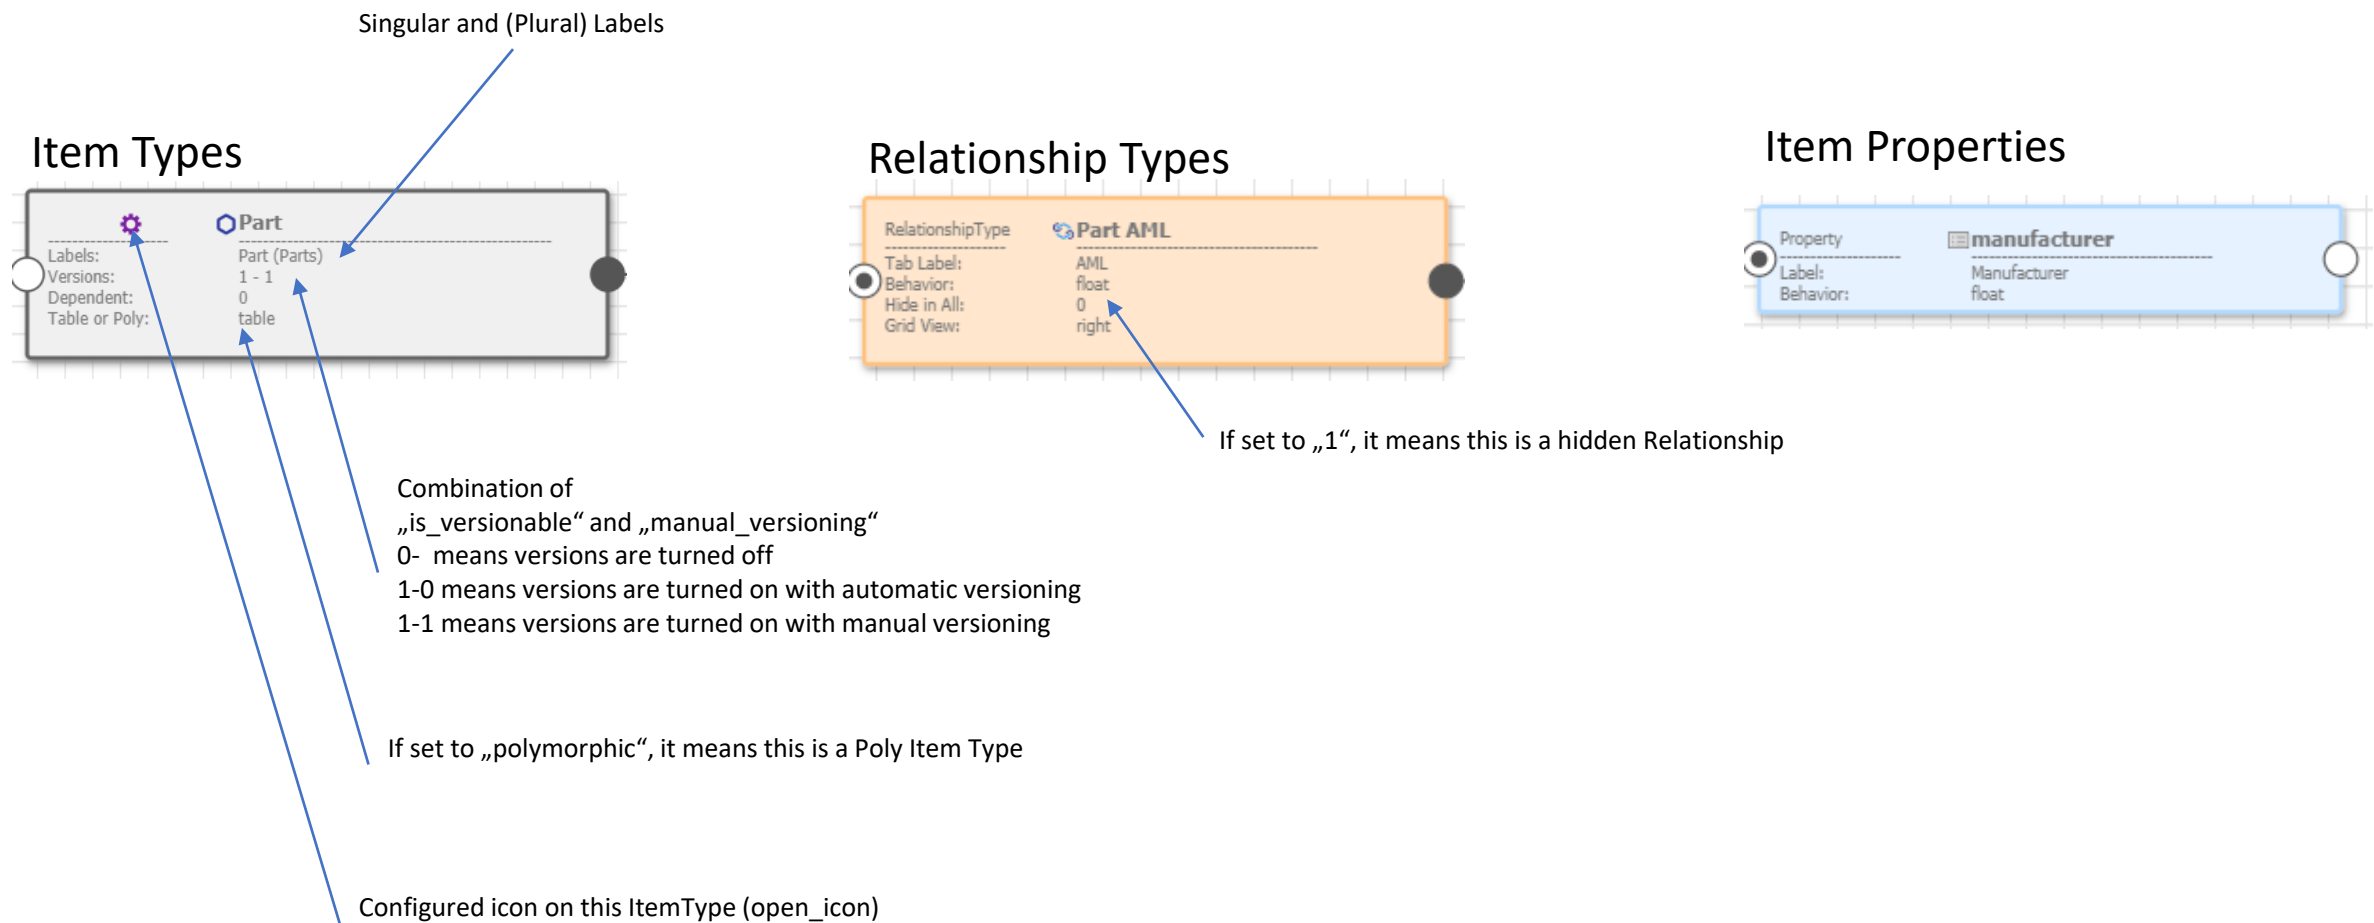 Singular and (Plural) Labels
Item Types
Part
Labels: Part (Parts)
Versions: 1 - 1
Dependent: 0
Table or Poly: table
Relationship Types
RelationshipType Part AML
Tab Label: AML
Behavior: float
Hide in All: 0
Grid View: right
Item Properties
Property manufacturer
Label: Manufacturer
Behavior: float
If set to „1“, it means this is a hidden Relationship
Combination of
„is_versionable“ and „manual_versioning“
0-  means versions are turned off
1-0 means versions are turned on with automatic versioning
1-1 means versions are turned on with manual versioning
If set to „polymorphic“, it means this is a Poly Item Type
Configured icon on this ItemType (open_icon)